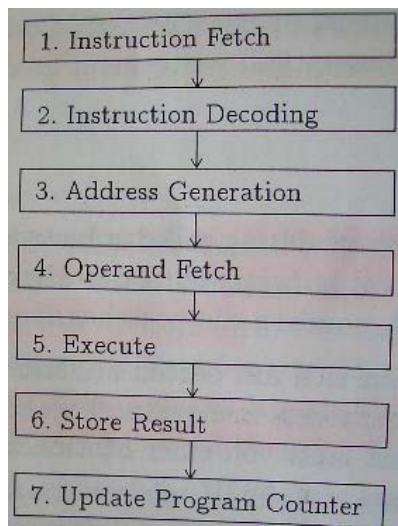 1. Instruction Fetch
2. Instruction Decoding
3. Address Generation
4. Operand Fetch
5. Execute
6. Store Result
7. Update Program Counter